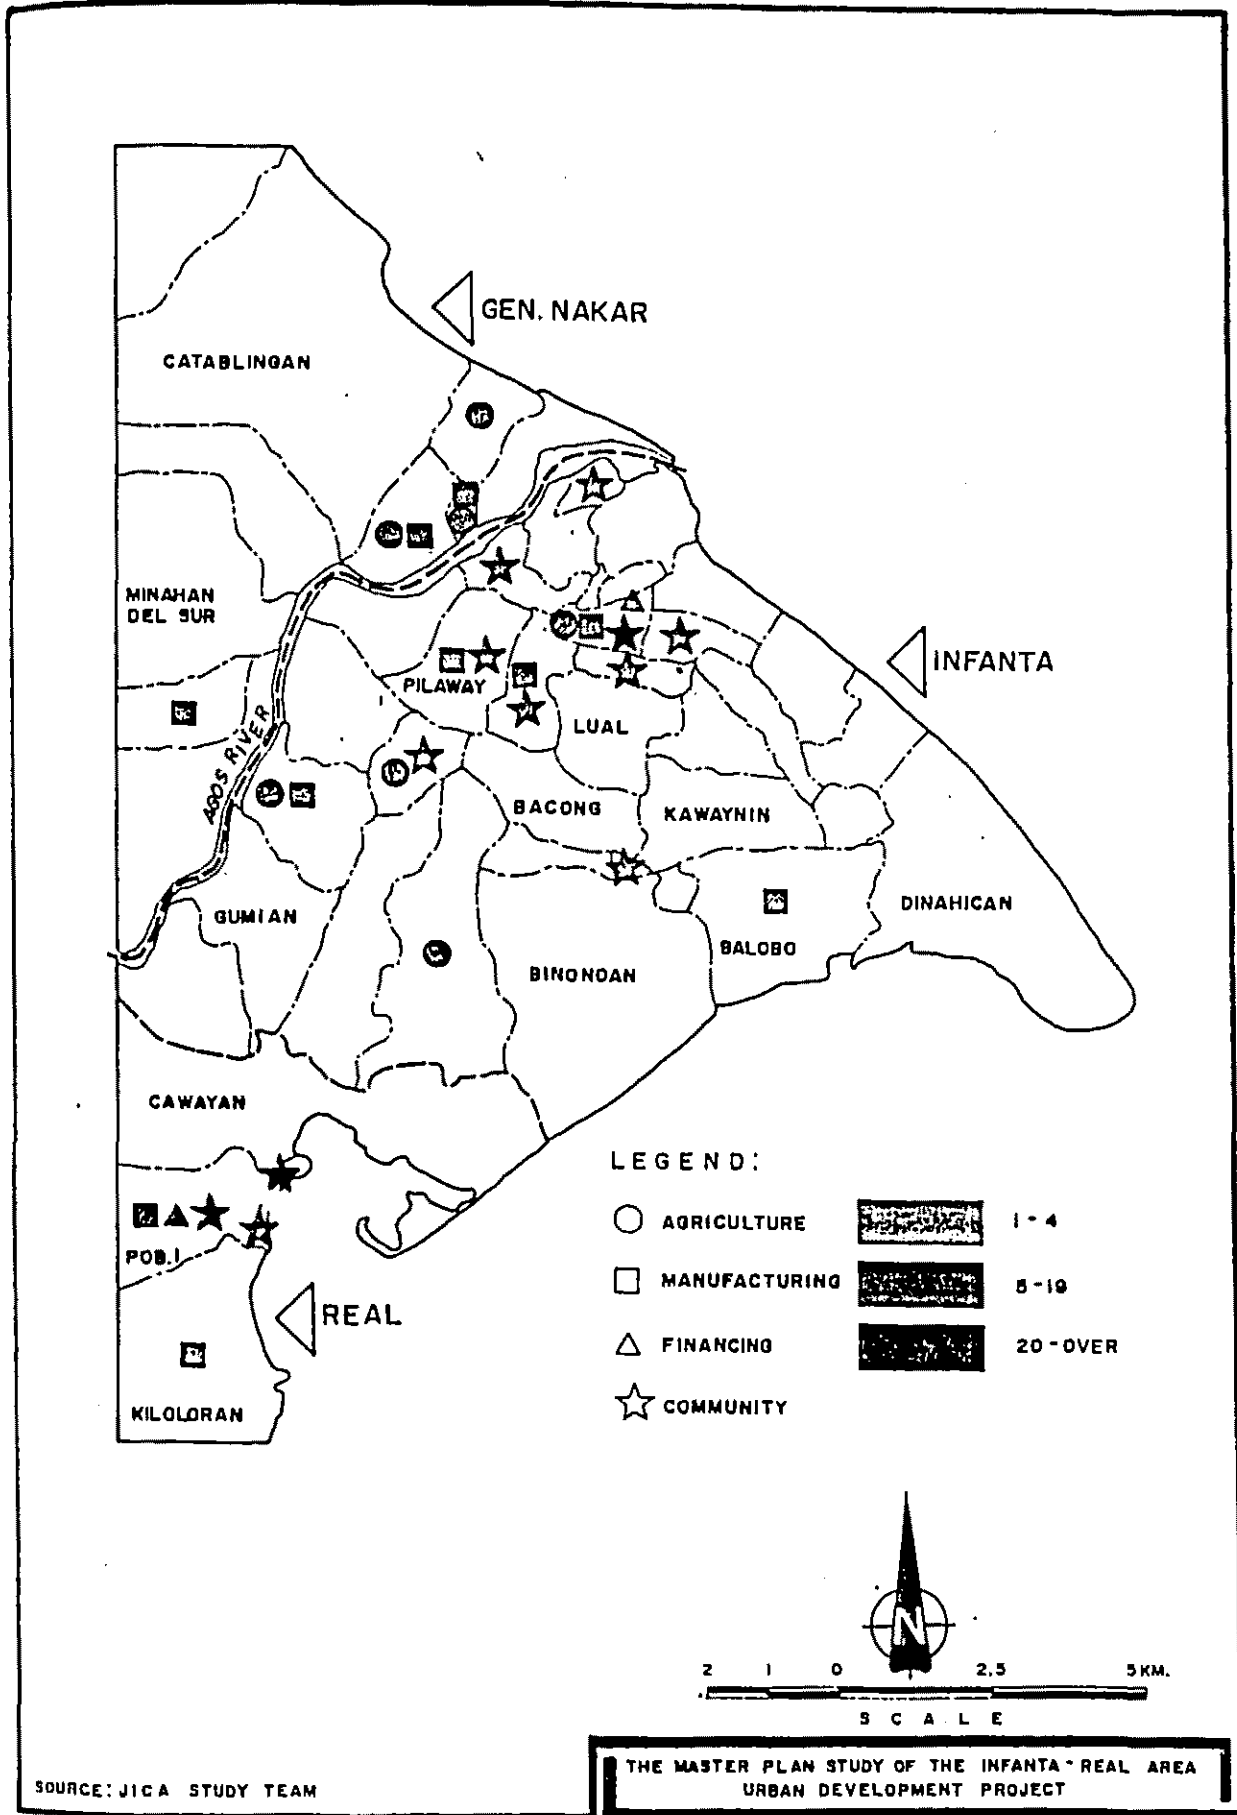 GEN. NAKAR
CATABLINGAN
MINAHAN
DEL SUR
INFANTA
PILAWAY
LUAL
AGOS RIVER
BACONG
KAWAYNIN
GUMIAN
DINAHICAN
BALOBO
BINONOAN
CAWAYAN
LEGEND:
AGRICULTURE 1-4
POB. I
MANUFACTURING 5-19
REAL
FINANCING 20-OVER
KILOLORAN
COMMUNITY
N
2 1 0 2.5 5 KM.
SCALE
THE MASTER PLAN STUDY OF THE INFANTA-REAL AREA
URBAN DEVELOPMENT PROJECT
SOURCE: JICA STUDY TEAM